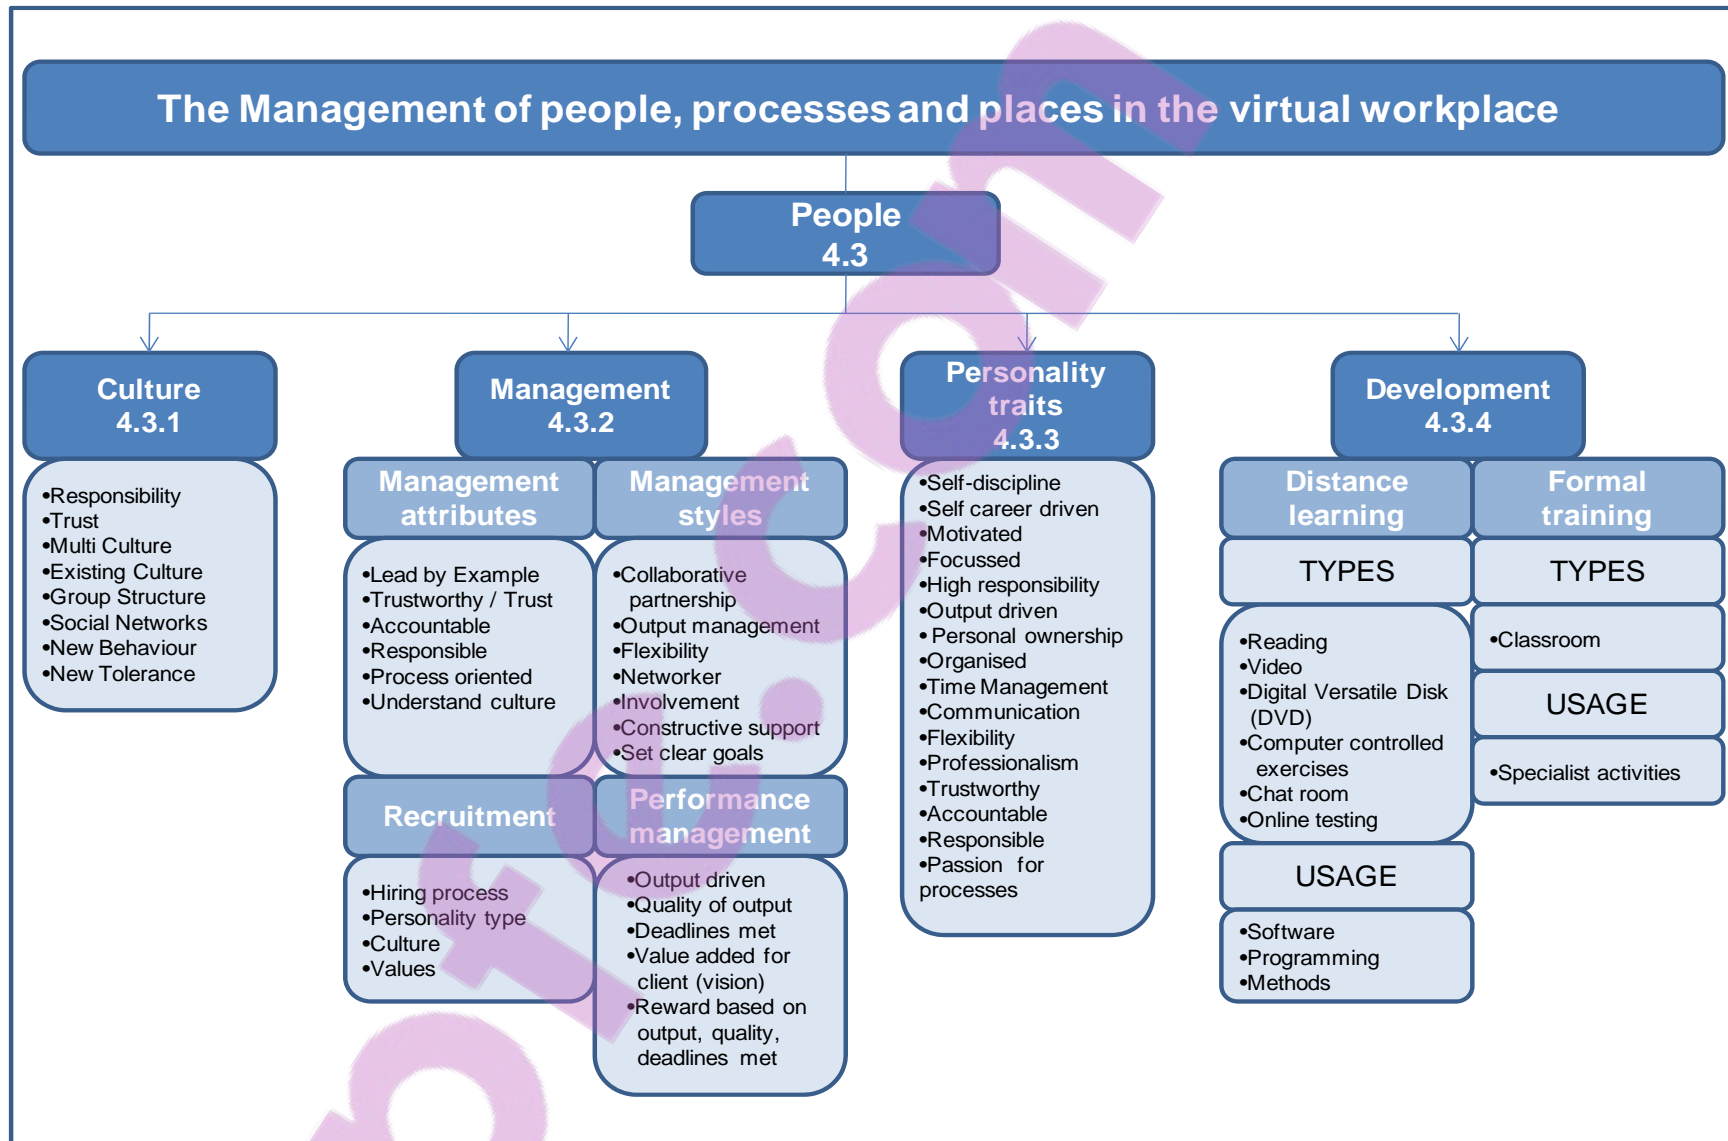 The Management of people, processes and places in the virtual workplace
People
4.3
Culture
4.3.1
•Responsibility
•Trust
•Multi Culture
•Existing Culture
•Group Structure
•Social Networks
•New Behaviour
•New Tolerance
Management
4.3.2
Management
attributes
•Lead by Example
•Trustworthy / Trust
•Accountable
•Responsible
•Process oriented
•Understand culture
Management
styles
•Collaborative
partnership
•Output management
•Flexibility
•Networker
•Involvement
•Constructive support
•Set clear goals
Recruitment
•Hiring process
•Personality type
•Culture
•Values
Performance
management
•Output driven
•Quality of output
•Deadlines met
•Value added for
client (vision)
•Reward based on
output, quality,
deadlines met
Personality
traits
4.3.3
•Self-discipline
•Self career driven
•Motivated
•Focussed
•High responsibility
•Output driven
•Personal ownership
•Organised
•Time Management
•Communication
•Flexibility
•Professionalism
•Trustworthy
•Accountable
•Responsible
•Passion for
processes
Development
4.3.4
Distance
learning
TYPES
•Reading
•Video
•Digital Versatile Disk
(DVD)
•Computer controlled
exercises
•Chat room
•Online testing
USAGE
•Software
•Programming
•Methods
Formal
training
TYPES
•Classroom
USAGE
•Specialist activities
pfe.com